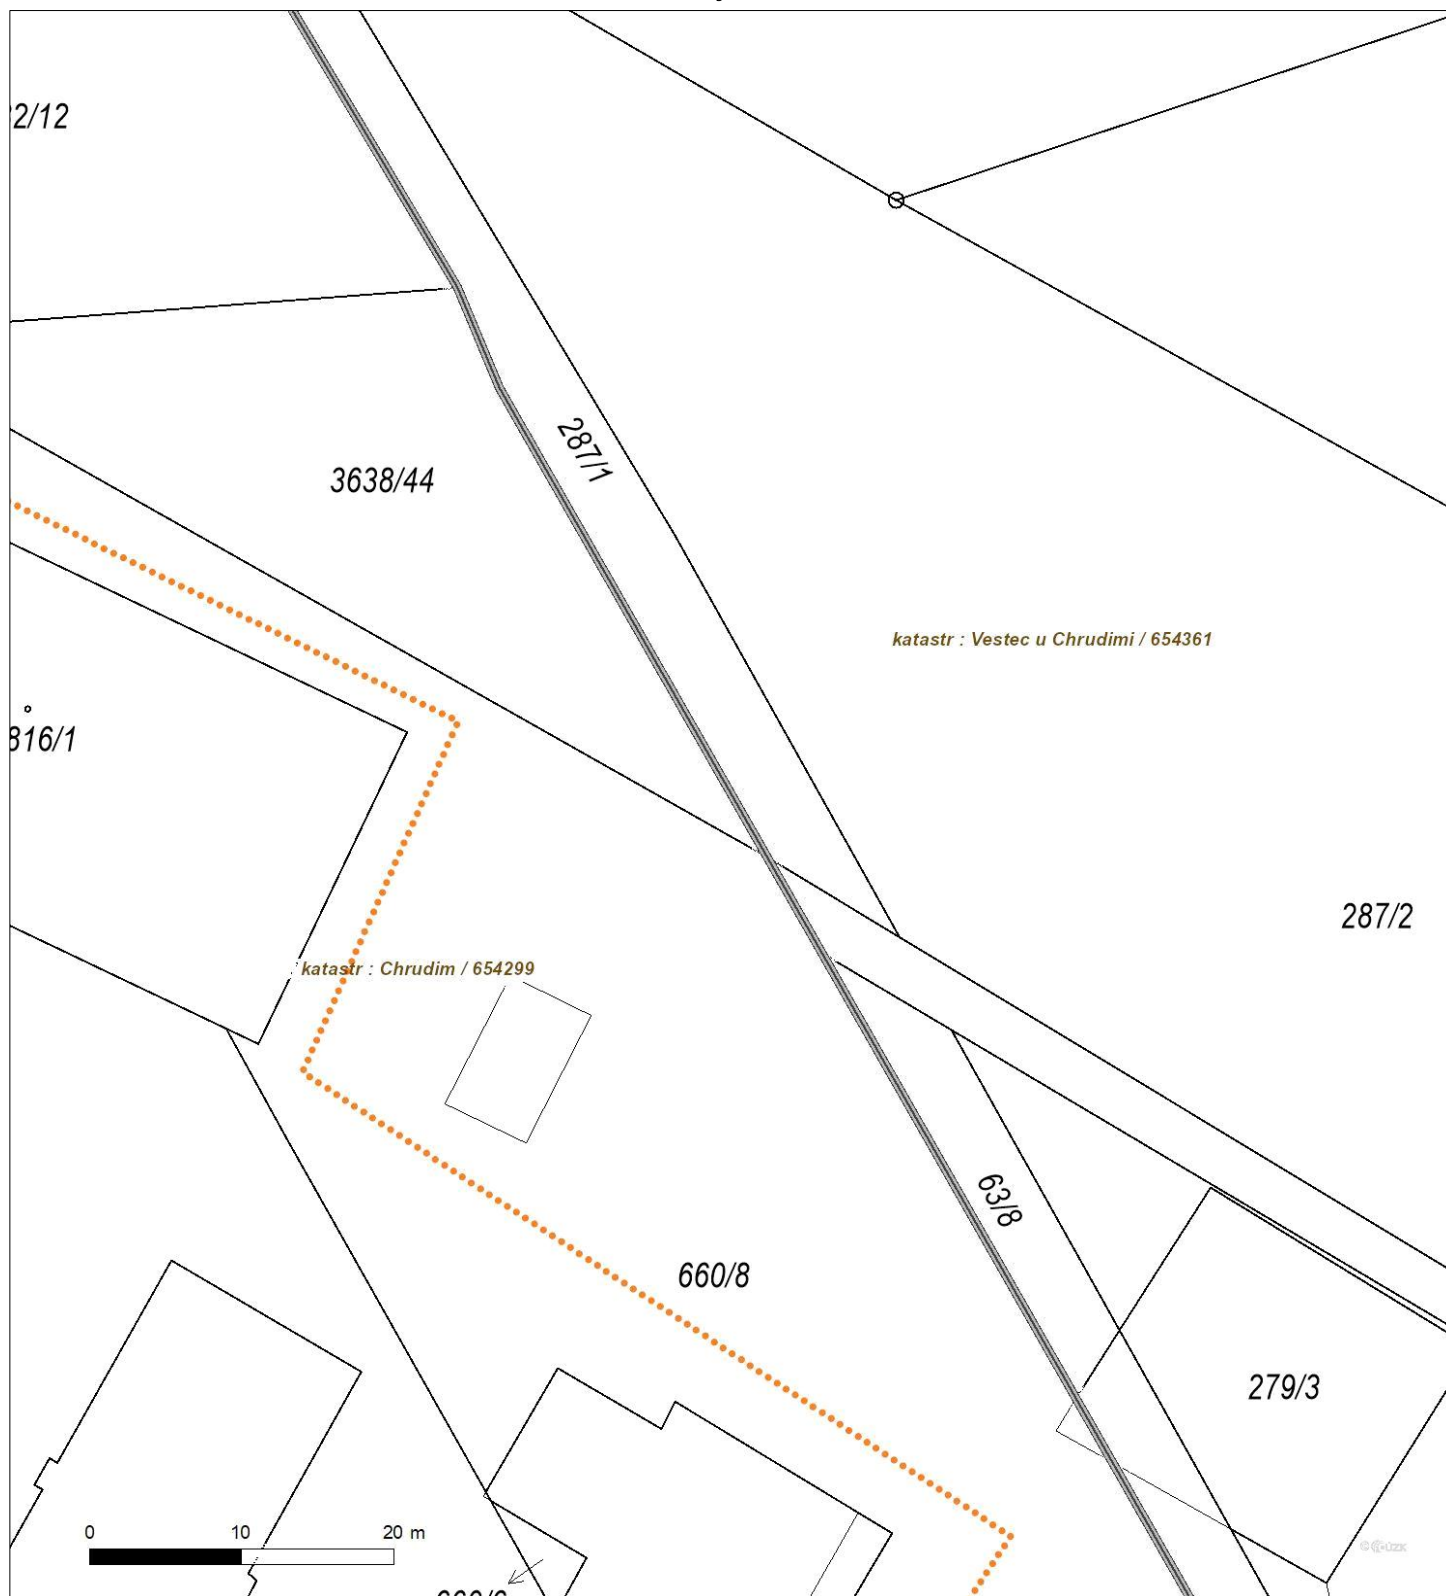 2/12
287/1
3638/44
katastr : Vestec u Chrudimi / 654361
816/1
287/2
katastr : Chrudim / 654299
63/8
660/8
279/3
0 10 20 m
© ČÚZK